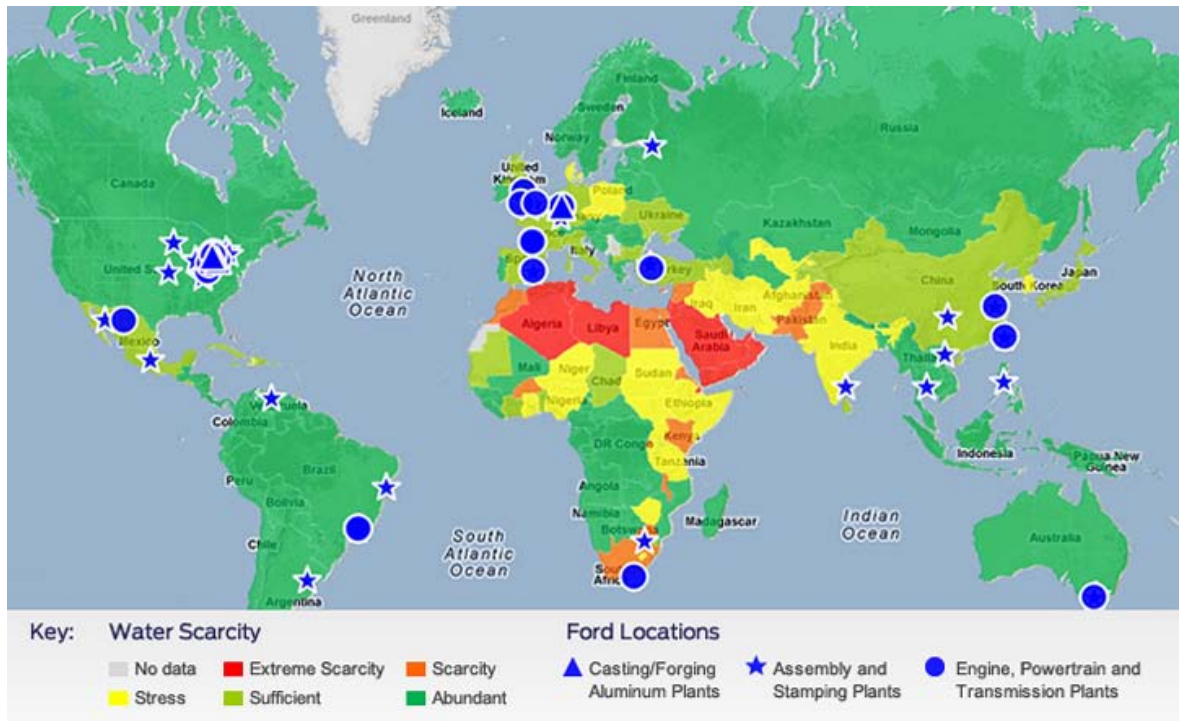 Greenland
Iceland
Finland
Sweden
Norway
Russia
United
Kingdom
Canada
Poland
Ukraine
Kazakhstan
Mongolia
Italy
Turkey
North
Atlantic
Ocean
China
South Korea
Japan
Iraq
Iran
Afghanistan
Pakistan
Algeria
Libya
Egypt
Saudi
Arabia
India
Mexico
Mali
Niger
Chad
Sudan
Thaila
Nigeria
Ethiopia
Venezuela
Colombia
DR Congo
Kenya
Tanzania
Indonesia
Papua New
Guinea
Brazil
Peru
Bolivia
Angola
Namibia
Botswana
Madagascar
Indian
Ocean
Australia
Chile
South
Atlantic
Ocean
South
Africa
Argentina
Key:
Water Scarcity
Ford Locations
No data
Extreme Scarcity
Scarcity
Stress
Sufficient
Abundant
Casting/Forging
Aluminum Plants
Assembly and
Stamping Plants
Engine, Powertrain and
Transmission Plants